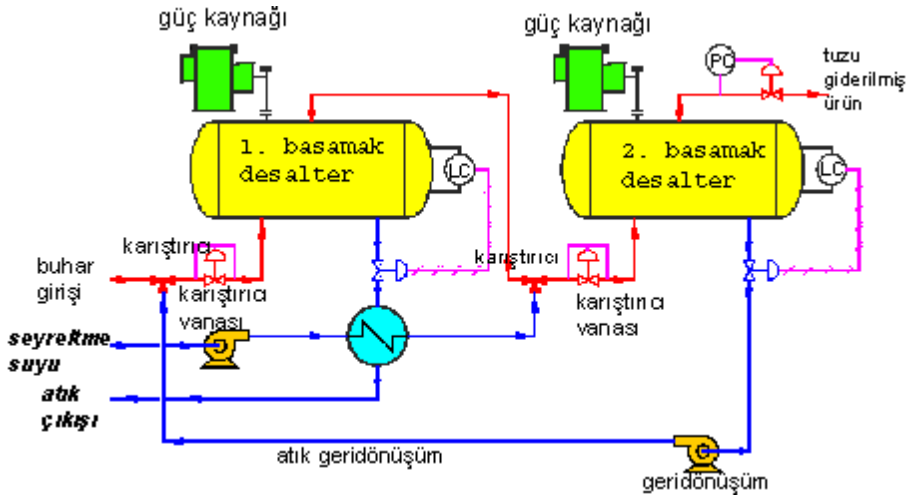 güç kaynağı
güç kaynağı
PC
tuzu
giderilmiş
ürün
1. basamak
desalter
LC
2. basamak
desalter
LC
karıştırıcı
buhar
girişi
karıştırıcı
vanası
karıştırıcı
karıştırıcı
vanası
seyreltme
suyu
atık
çıkışı
atık geridönüşüm
geridönüşüm